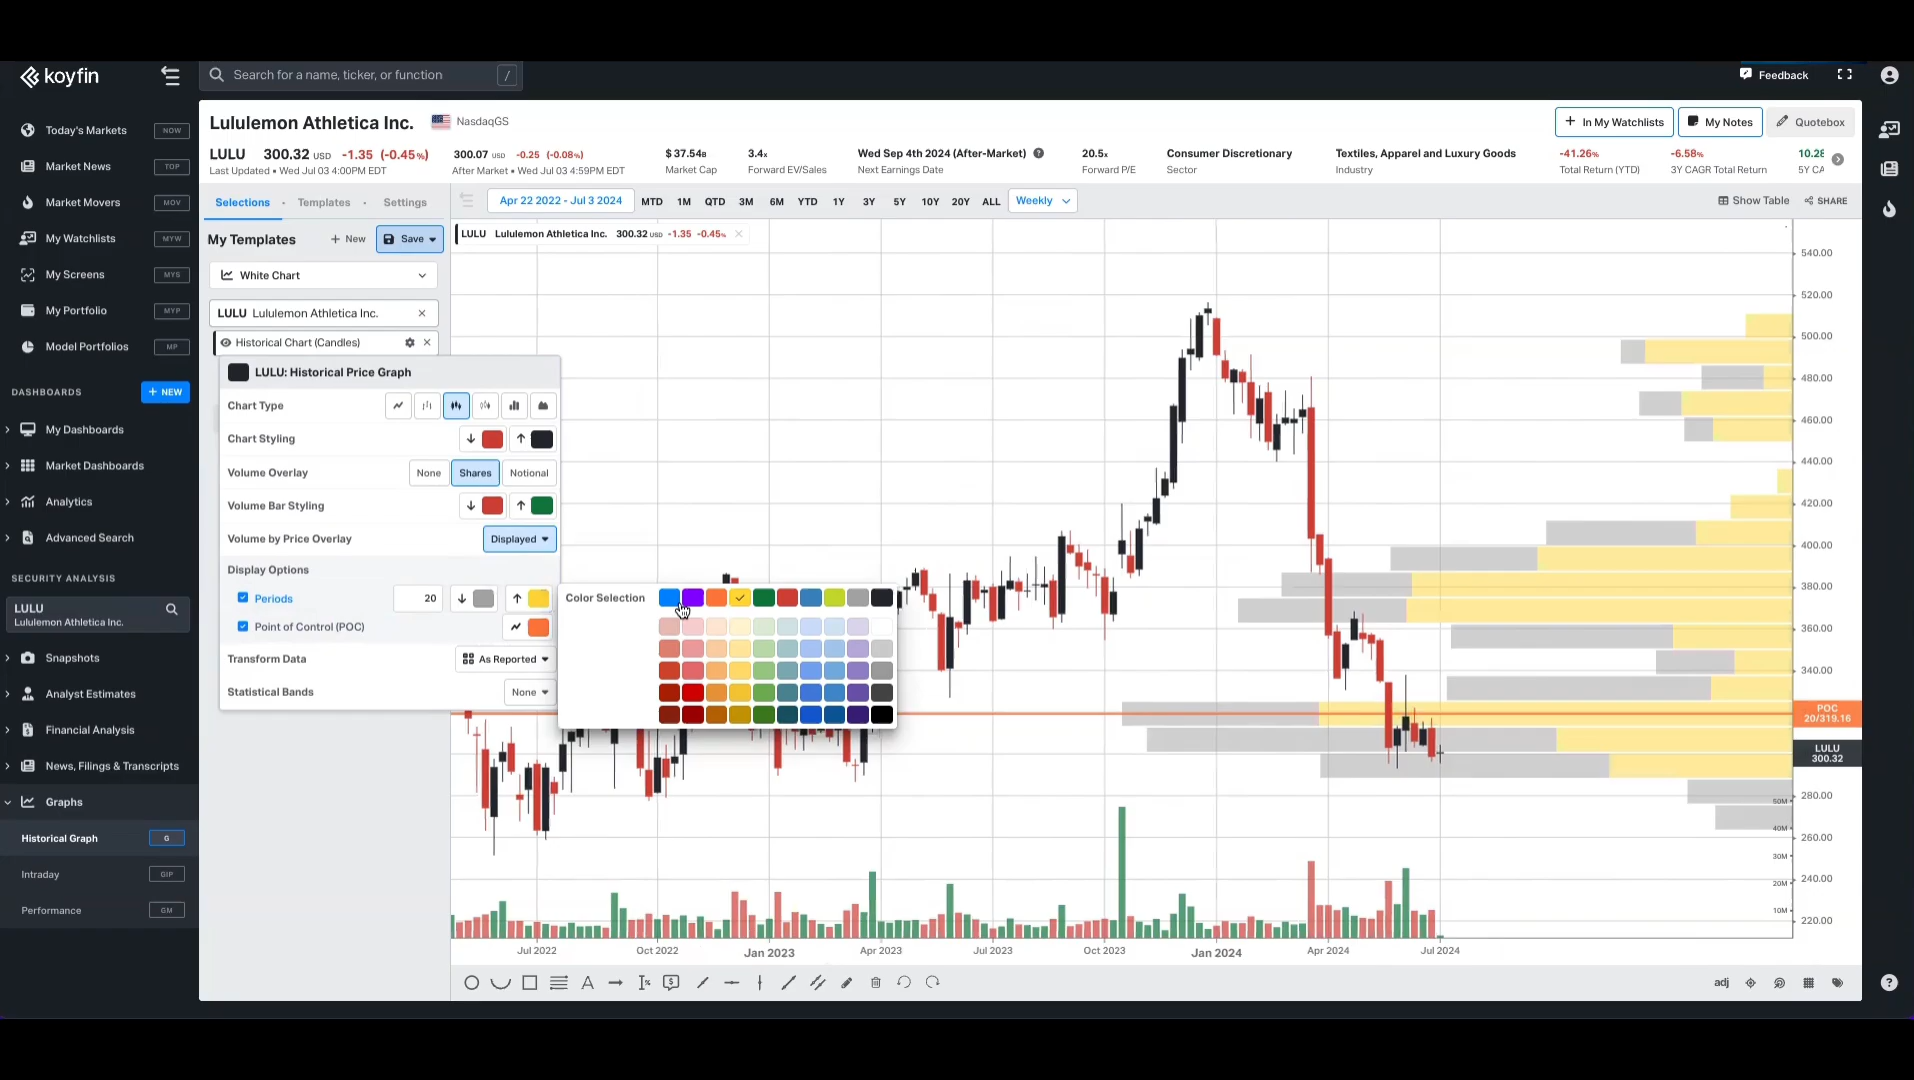 koyfin
Search for a name, ticker, or function /
Feedback
Today's Markets NOW
Market News TOP
Market Movers MOV
My Watchlists MYW
My Screens MYS
My Portfolio MYP
Model Portfolios MP
DASHBOARDS + NEW
My Dashboards
Market Dashboards
Analytics
Advanced Search
SECURITY ANALYSIS
LULU
Lululemon Athletica Inc.
Snapshots
Analyst Estimates
Financial Analysis
News, Filings & Transcripts
Graphs
Historical Graph G
Intraday GIP
Performance GM
Lululemon Athletica Inc. NasdaqGS
+ In My Watchlists My Notes Quotebox
LULU 300.32 USD -1.35 (-0.45%)
Last Updated • Wed Jul 03 4:00PM EDT
300.07 USD -0.25 (-0.08%)
After Market • Wed Jul 03 4:59PM EDT
$ 37.54B
Market Cap
3.4x
Forward EV/Sales
Wed Sep 4th 2024 (After-Market) ?
Next Earnings Date
20.5x
Forward P/E
Consumer Discretionary
Sector
Textiles, Apparel and Luxury Goods
Industry
-41.26%
Total Return (YTD)
-6.58%
3Y CAGR Total Return
10.28
5Y CA
Selections • Templates • Settings
Apr 22 2022 - Jul 3 2024 MTD 1M QTD 3M 6M YTD 1Y 3Y 5Y 10Y 20Y ALL Weekly
Show Table SHARE
My Templates + New Save
White Chart
LULU Lululemon Athletica Inc.
Historical Chart (Candles)
LULU: Historical Price Graph
Chart Type
Chart Styling
Volume Overlay None Shares Notional
Volume Bar Styling
Volume by Price Overlay Displayed
Display Options
Periods 20
Point of Control (POC)
Transform Data As Reported
Statistical Bands None
Color Selection
LULU Lululemon Athletica Inc. 300.32 USD -1.35 -0.45%
540.00
520.00
500.00
480.00
460.00
440.00
420.00
400.00
380.00
360.00
340.00
POC
20/319.16
LULU
300.32
280.00
260.00
240.00
220.00
50M
40M
30M
20M
10M
Jul 2022 Oct 2022 Jan 2023 Apr 2023 Jul 2023 Oct 2023 Jan 2024 Apr 2024 Jul 2024
A
adj
?